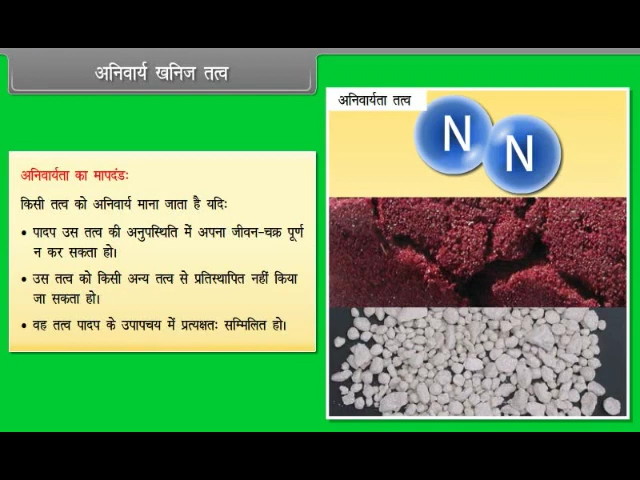 अनिवार्य खनिज तत्व
अनिवार्यता तत्व
N
N
अनिवार्यता का मापदंडः
किसी तत्व को अनिवार्य माना जाता है यदिः
• पादप उस तत्व की अनुपस्थिति में अपना जीवन-चक्र पूर्ण
न कर सकता हो।
• उस तत्व को किसी अन्य तत्व से प्रतिस्थापित नहीं किया
जा सकता हो।
• वह तत्व पादप के उपापचय में प्रत्यक्षतः सम्मिलित हो।